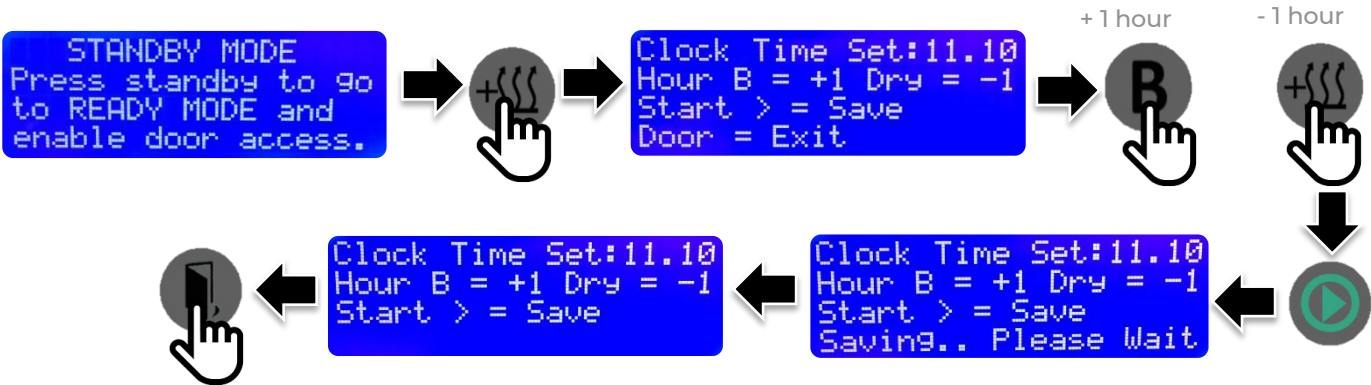 + 1 hour
- 1 hour
STANDBY MODE
Press standby to go
to READY MODE and
enable door access.
+
Clock Time Set:11.10
Hour B = +1 Dry = -1
Start > = Save
Door = Exit
B
+
Clock Time Set:11.10
Hour B = +1 Dry = -1
Start > = Save
Clock Time Set:11.10
Hour B = +1 Dry = -1
Start > = Save
Saving.. Please Wait